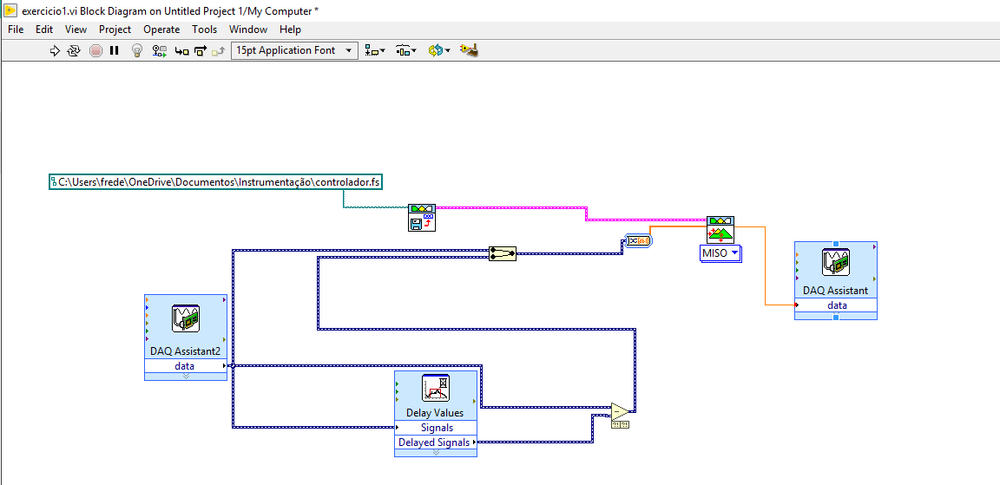 exercicio1.vi Block Diagram on Untitled Project 1/My Computer *
File Edit View Project Operate Tools Window Help
15pt Application Font
C:\Users\frede\OneDrive\Documentos\Instrumentação\controlador.fs
MISO
DAQ Assistant
data
DAQ Assistant2
data
Delay Values
Signals
Delayed Signals